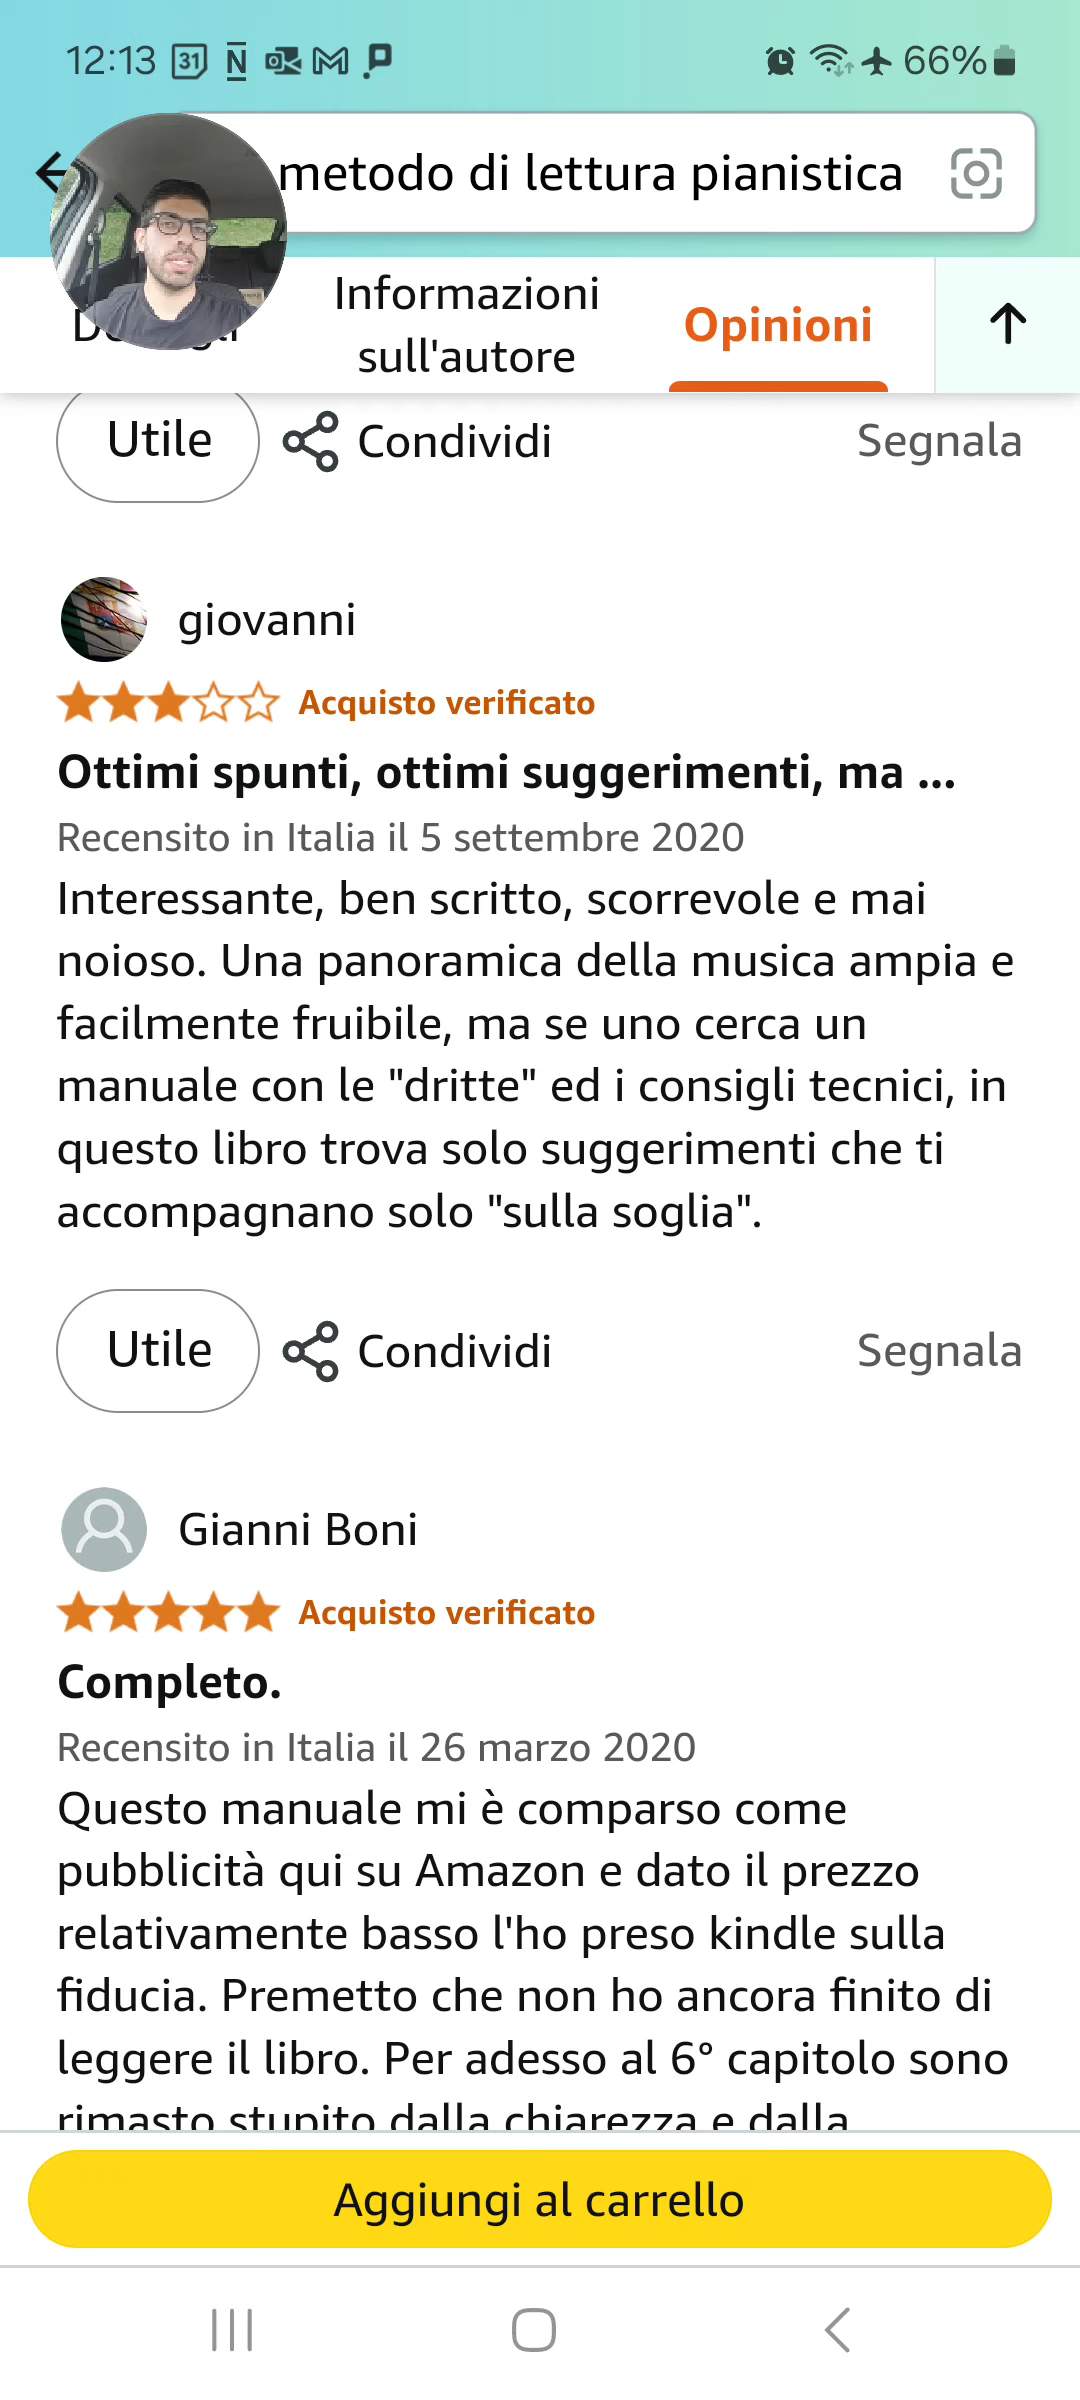 12:13
31
66%
metodo di lettura pianistica
Informazioni
sull'autore
Opinioni
Utile
Condividi
Segnala
giovanni
Acquisto verificato
Ottimi spunti, ottimi suggerimenti, ma ...
Recensito in Italia il 5 settembre 2020
Interessante, ben scritto, scorrevole e mai
noioso. Una panoramica della musica ampia e
facilmente fruibile, ma se uno cerca un
manuale con le "dritte" ed i consigli tecnici, in
questo libro trova solo suggerimenti che ti
accompagnano solo "sulla soglia".
Utile
Condividi
Segnala
Gianni Boni
Acquisto verificato
Completo.
Recensito in Italia il 26 marzo 2020
Questo manuale mi è comparso come
pubblicità qui su Amazon e dato il prezzo
relativamente basso l'ho preso kindle sulla
fiducia. Premetto che non ho ancora finito di
leggere il libro. Per adesso al 6° capitolo sono
rimasto stupito dalla chiarezza e dalla
Aggiungi al carrello